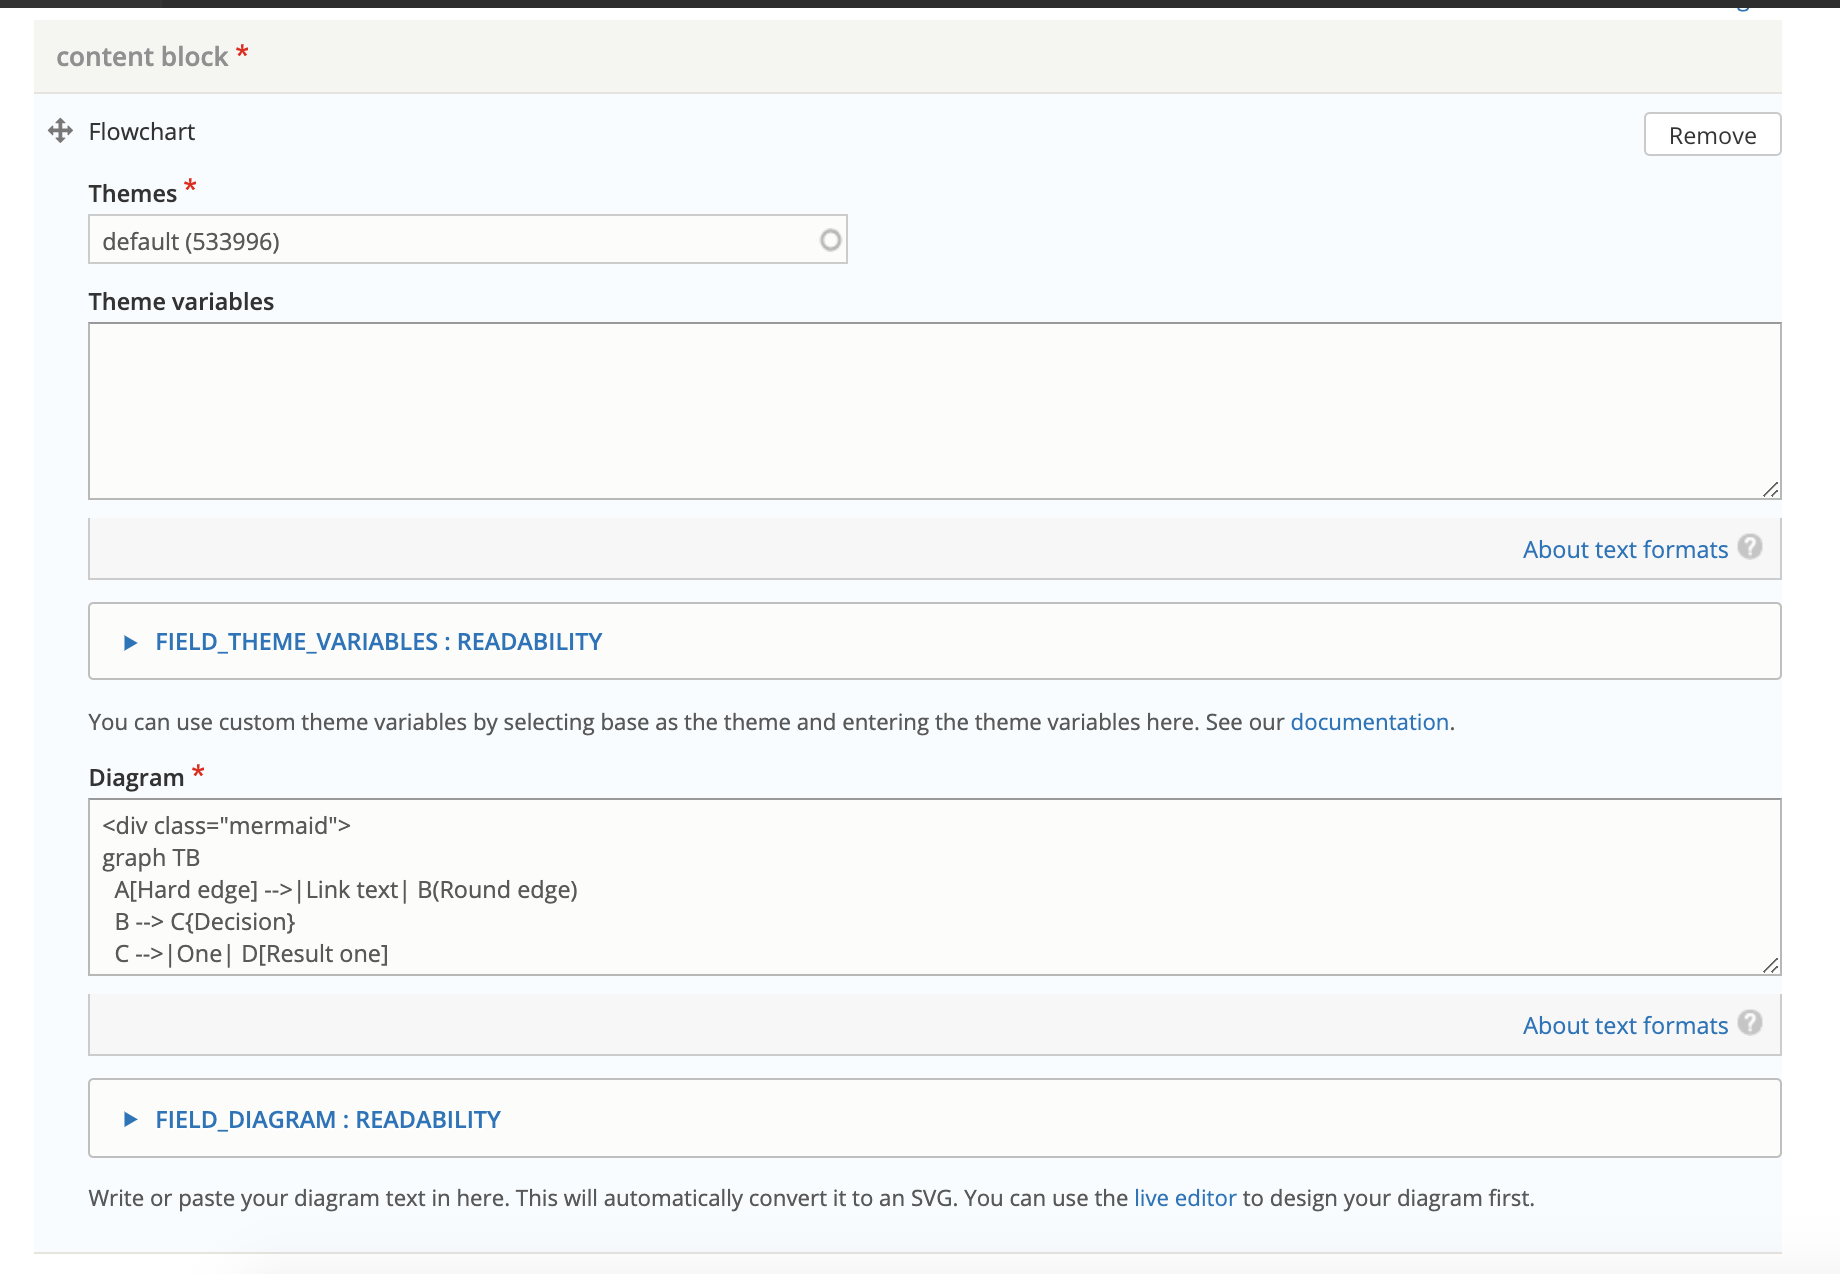 content block *
Flowchart
Remove
Themes *
default (533996)
Theme variables
About text formats ?
FIELD_THEME_VARIABLES : READABILITY
You can use custom theme variables by selecting base as the theme and entering the theme variables here. See our documentation.
Diagram *
<div class="mermaid">
graph TB
  A[Hard edge] -->|Link text| B(Round edge)
  B --> C{Decision}
  C -->|One| D[Result one]
About text formats ?
FIELD_DIAGRAM : READABILITY
Write or paste your diagram text in here. This will automatically convert it to an SVG. You can use the live editor to design your diagram first.